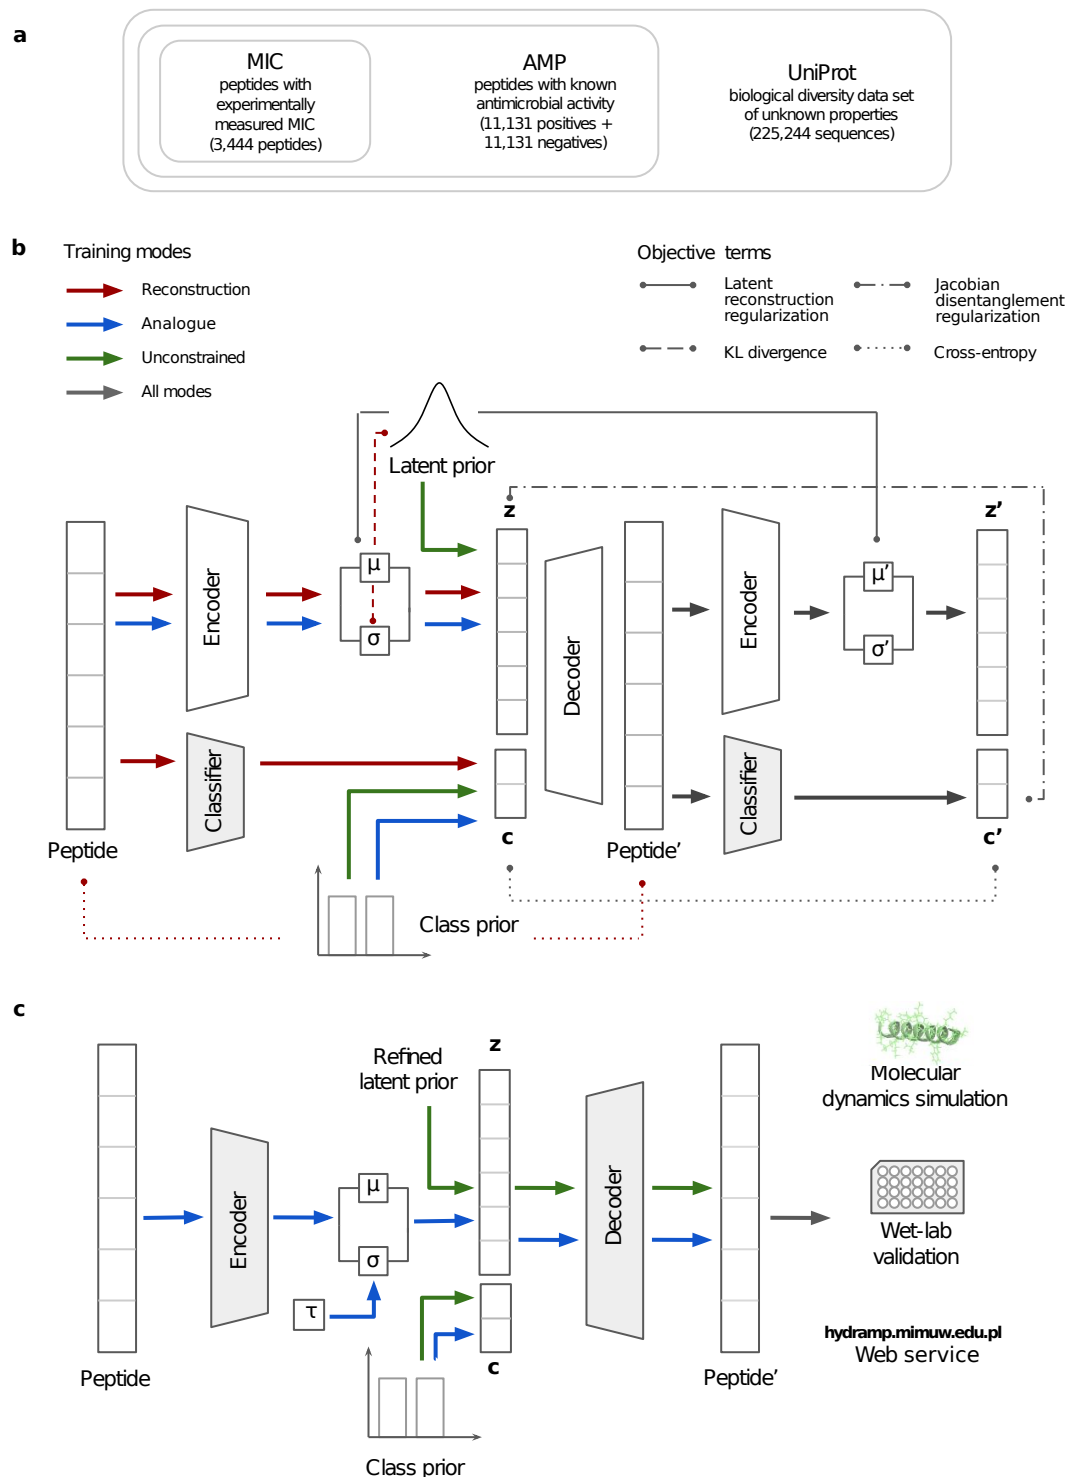 a
MIC
peptides with
experimentally
measured MIC
(3,444 peptides)
AMP
peptides with known
antimicrobial activity
(11,131 positives +
11,131 negatives)
UniProt
biological diversity data set
of unknown properties
(225,244 sequences)
b
Training modes
Reconstruction
Analogue
Unconstrained
All modes
Objective terms
Latent
reconstruction
regularization
KL divergence
Jacobian
disentanglement
regularization
Cross-entropy
Latent prior
z
z’
Encoder
μ
σ
Decoder
Encoder
μ’
σ’
Classifier
Classifier
c
c’
Peptide
Peptide’
Class prior
c
Refined
latent prior
z
Encoder
μ
σ
τ
Decoder
c
Peptide
Peptide’
Class prior
Molecular
dynamics simulation
Wet-lab
validation
hydramp.mimuw.edu.pl
Web service